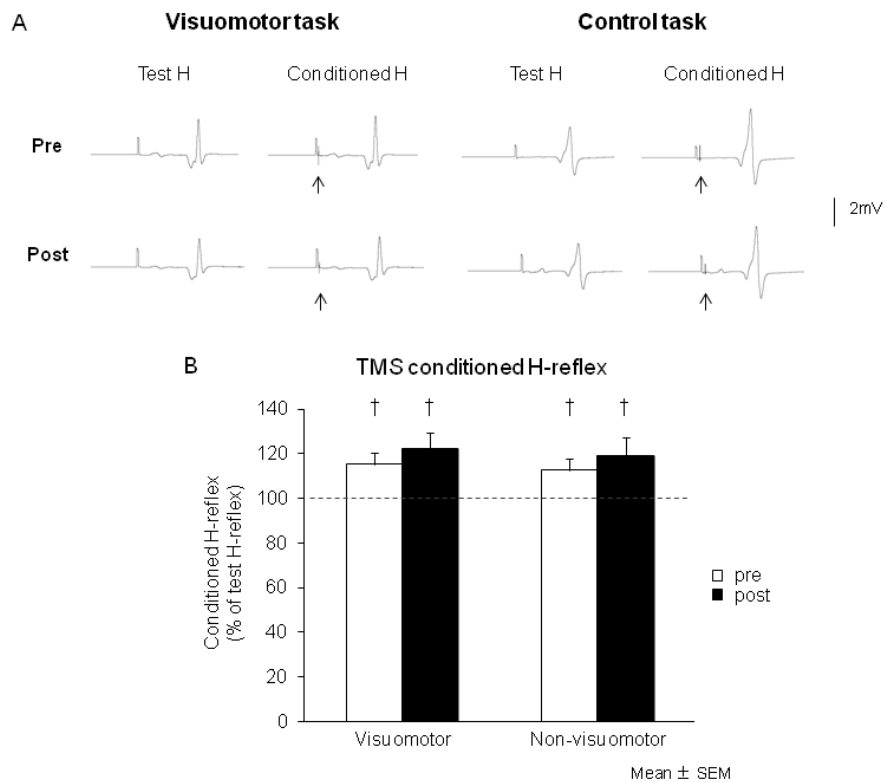 A
Visuomotor task
Control task
Test H
Conditioned H
Test H
Conditioned H
Pre
2mV
Post
B
TMS conditioned H-reflex
† † † †
140
120
100
80
60
40
20
0
Conditioned H-reflex
(% of test H-reflex)
pre
post
Visuomotor
Non-visuomotor
Mean ± SEM